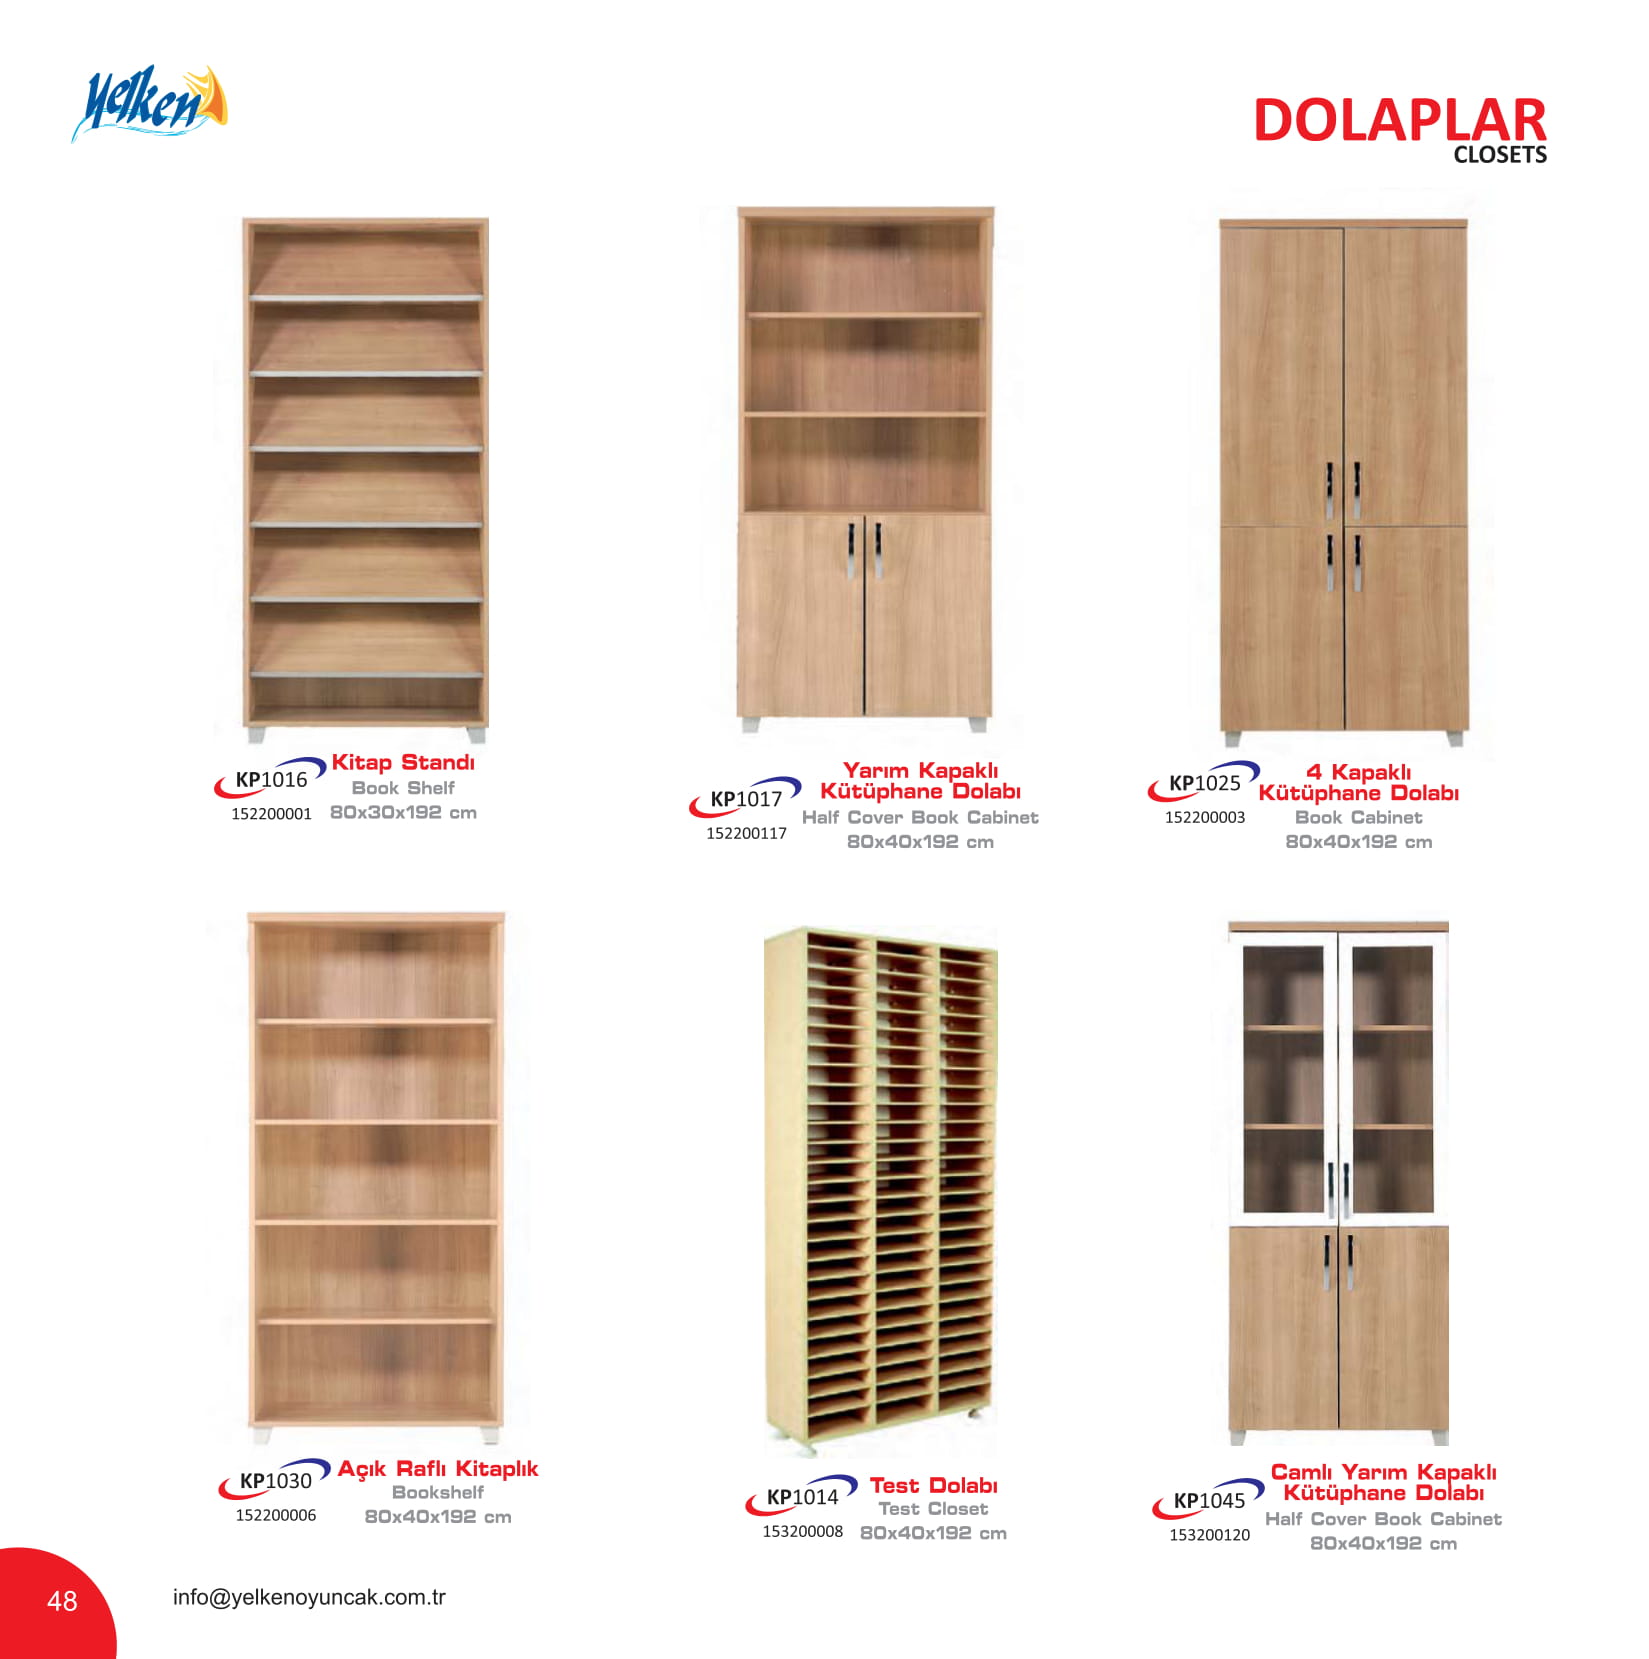 Yelken
DOLAPLAR
CLOSETS
KP1016
152200001
Kitap Standı
Book Shelf
80x30x192 cm
KP1017
152200117
Yarım Kapaklı
Kütüphane Dolabı
Half Cover Book Cabinet
80x40x192 cm
KP1025
152200003
4 Kapaklı
Kütüphane Dolabı
Book Cabinet
80x40x192 cm
KP1030
152200006
Açık Raflı Kitaplık
Bookshelf
80x40x192 cm
KP1014
153200008
Test Dolabı
Test Closet
80x40x192 cm
KP1045
153200120
Camlı Yarım Kapaklı
Kütüphane Dolabı
Half Cover Book Cabinet
80x40x192 cm
48
info@yelkenoyuncak.com.tr